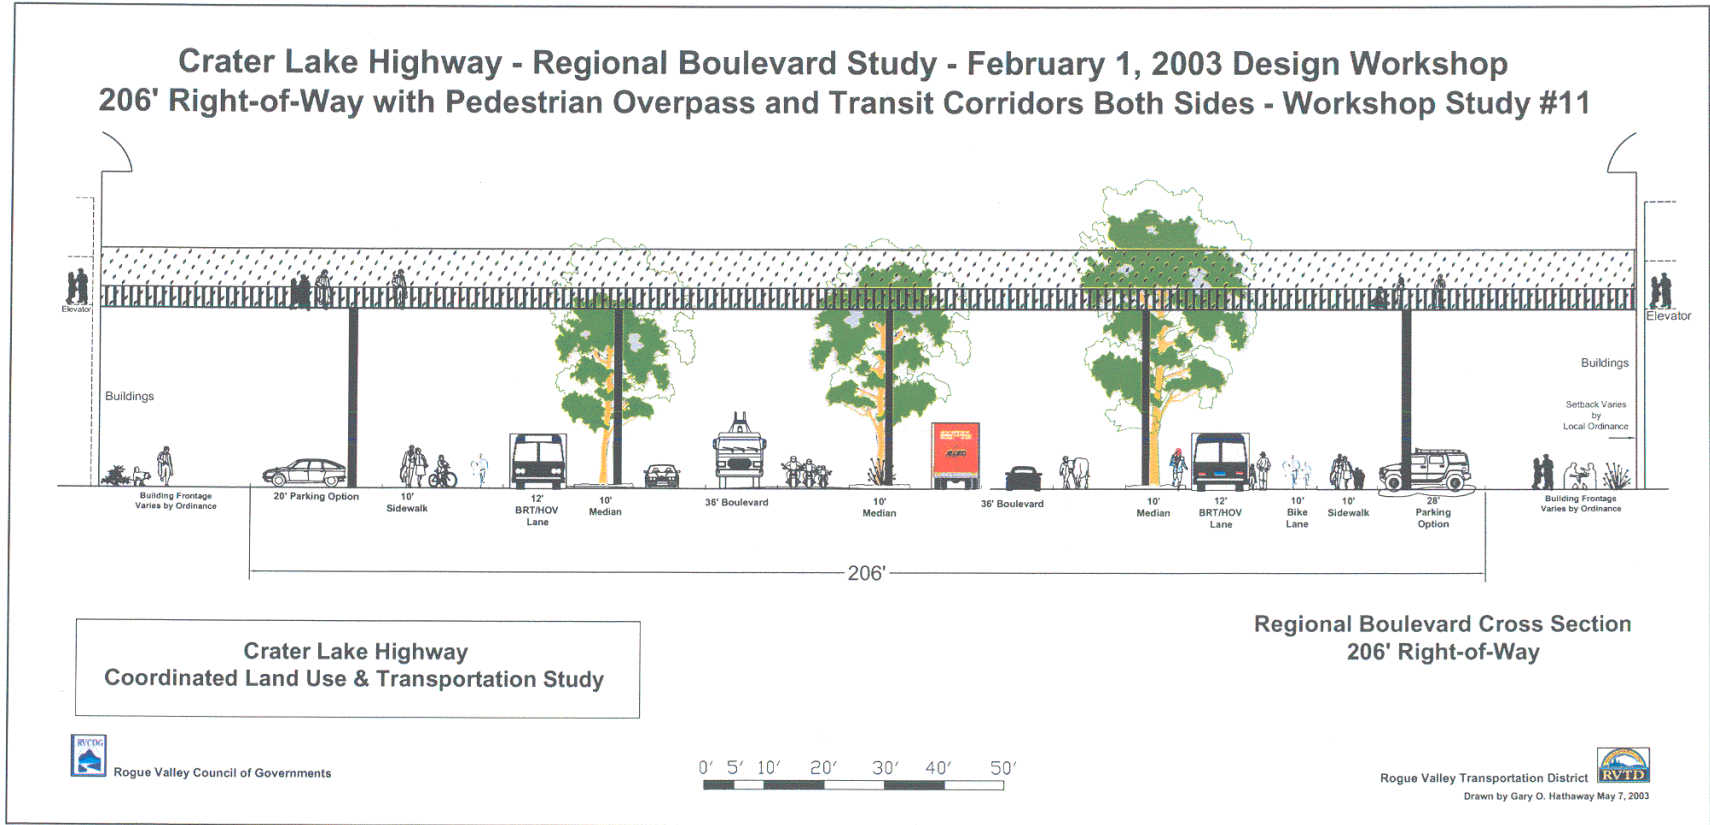 Crater Lake Highway - Regional Boulevard Study - February 1, 2003 Design Workshop
206' Right-of-Way with Pedestrian Overpass and Transit Corridors Both Sides - Workshop Study #11
Elevator
Elevator
Buildings
Buildings
Setback Varies
by
Local Ordinance
Building Frontage
Varies by Ordinance
20' Parking Option
10'
Sidewalk
12'
BRT/HOV
Lane
10'
Median
36' Boulevard
10'
Median
36' Boulevard
10'
Median
12'
BRT/HOV
Lane
10'
Bike
Lane
10'
Sidewalk
28'
Parking
Option
Building Frontage
Varies by Ordinance
206'
Crater Lake Highway
Coordinated Land Use & Transportation Study
Regional Boulevard Cross Section
206' Right-of-Way
RVCOG
Rogue Valley Council of Governments
0' 5' 10' 20' 30' 40' 50'
Rogue Valley Transportation District
RVTD
Drawn by Gary O. Hathaway May 7, 2003